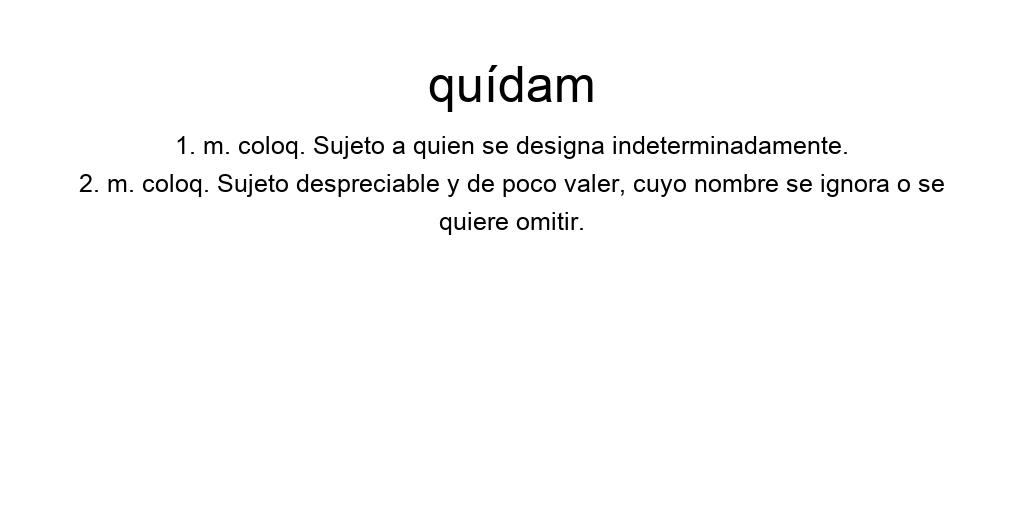 quídam
1. m. coloq. Sujeto a quien se designa indeterminadamente.
2. m. coloq. Sujeto despreciable y de poco valer, cuyo nombre se ignora o se
quiere omitir.